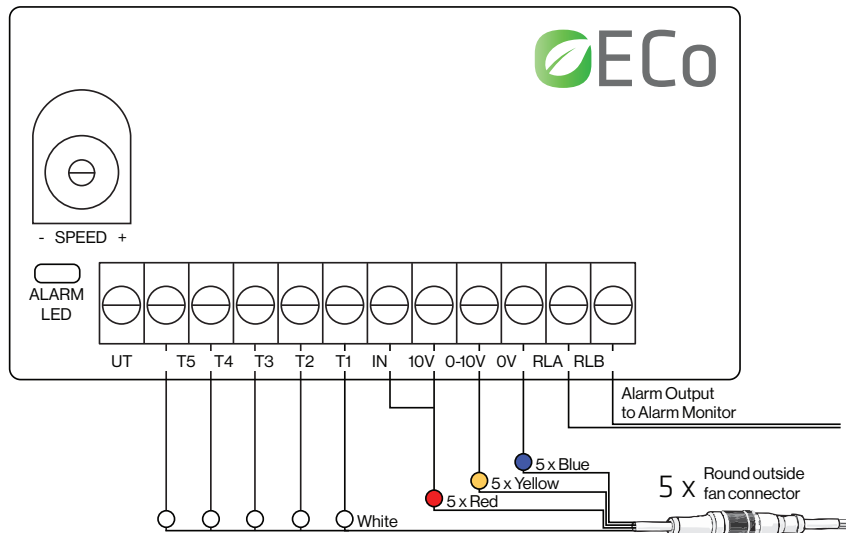 ECo
- SPEED +
ALARM
LED
UT T5 T4 T3 T2 T1 IN 10V 0-10V 0V RLA RLB
Alarm Output
to Alarm Monitor
5 x Blue
5 x Yellow
5 x Red
White
5 x Round outside
fan connector